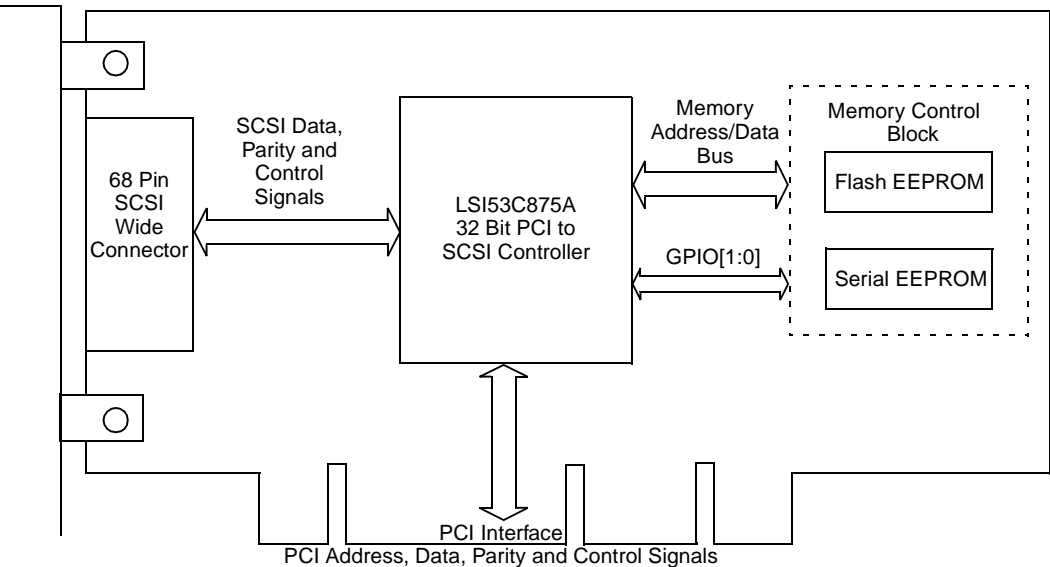 68 Pin
SCSI
Wide
Connector
SCSI Data,
Parity and
Control
Signals
LSI53C875A
32 Bit PCI to
SCSI Controller
Memory
Address/Data
Bus
GPIO[1:0]
Memory Control
Block
Flash EEPROM
Serial EEPROM
PCI Interface
PCI Address, Data, Parity and Control Signals